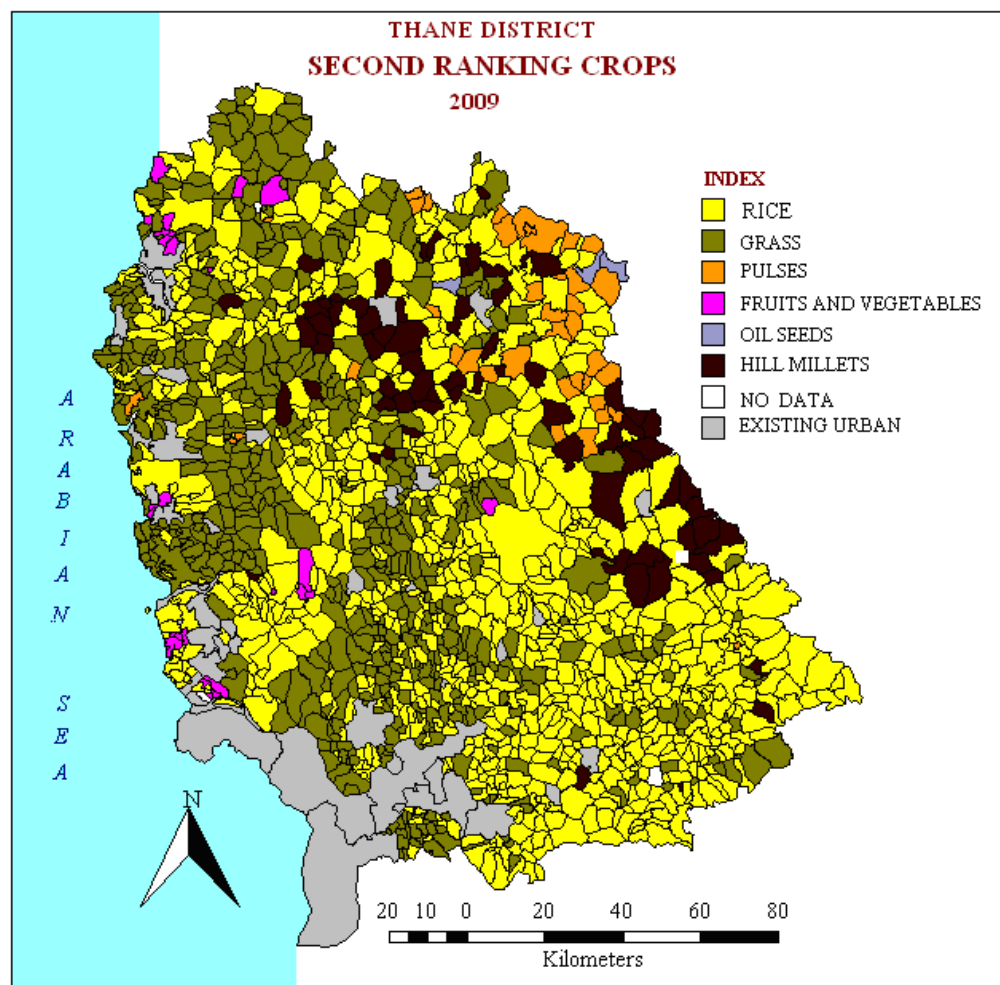 THANE DISTRICT
SECOND RANKING CROPS
2009
INDEX
RICE
GRASS
PULSES
FRUITS AND VEGETABLES
OIL SEEDS
HILL MILLETS
NO DATA
EXISTING URBAN
A
R
A
B
I
A
N
S
E
A
N
20 10 0 20 40 60 80
Kilometers